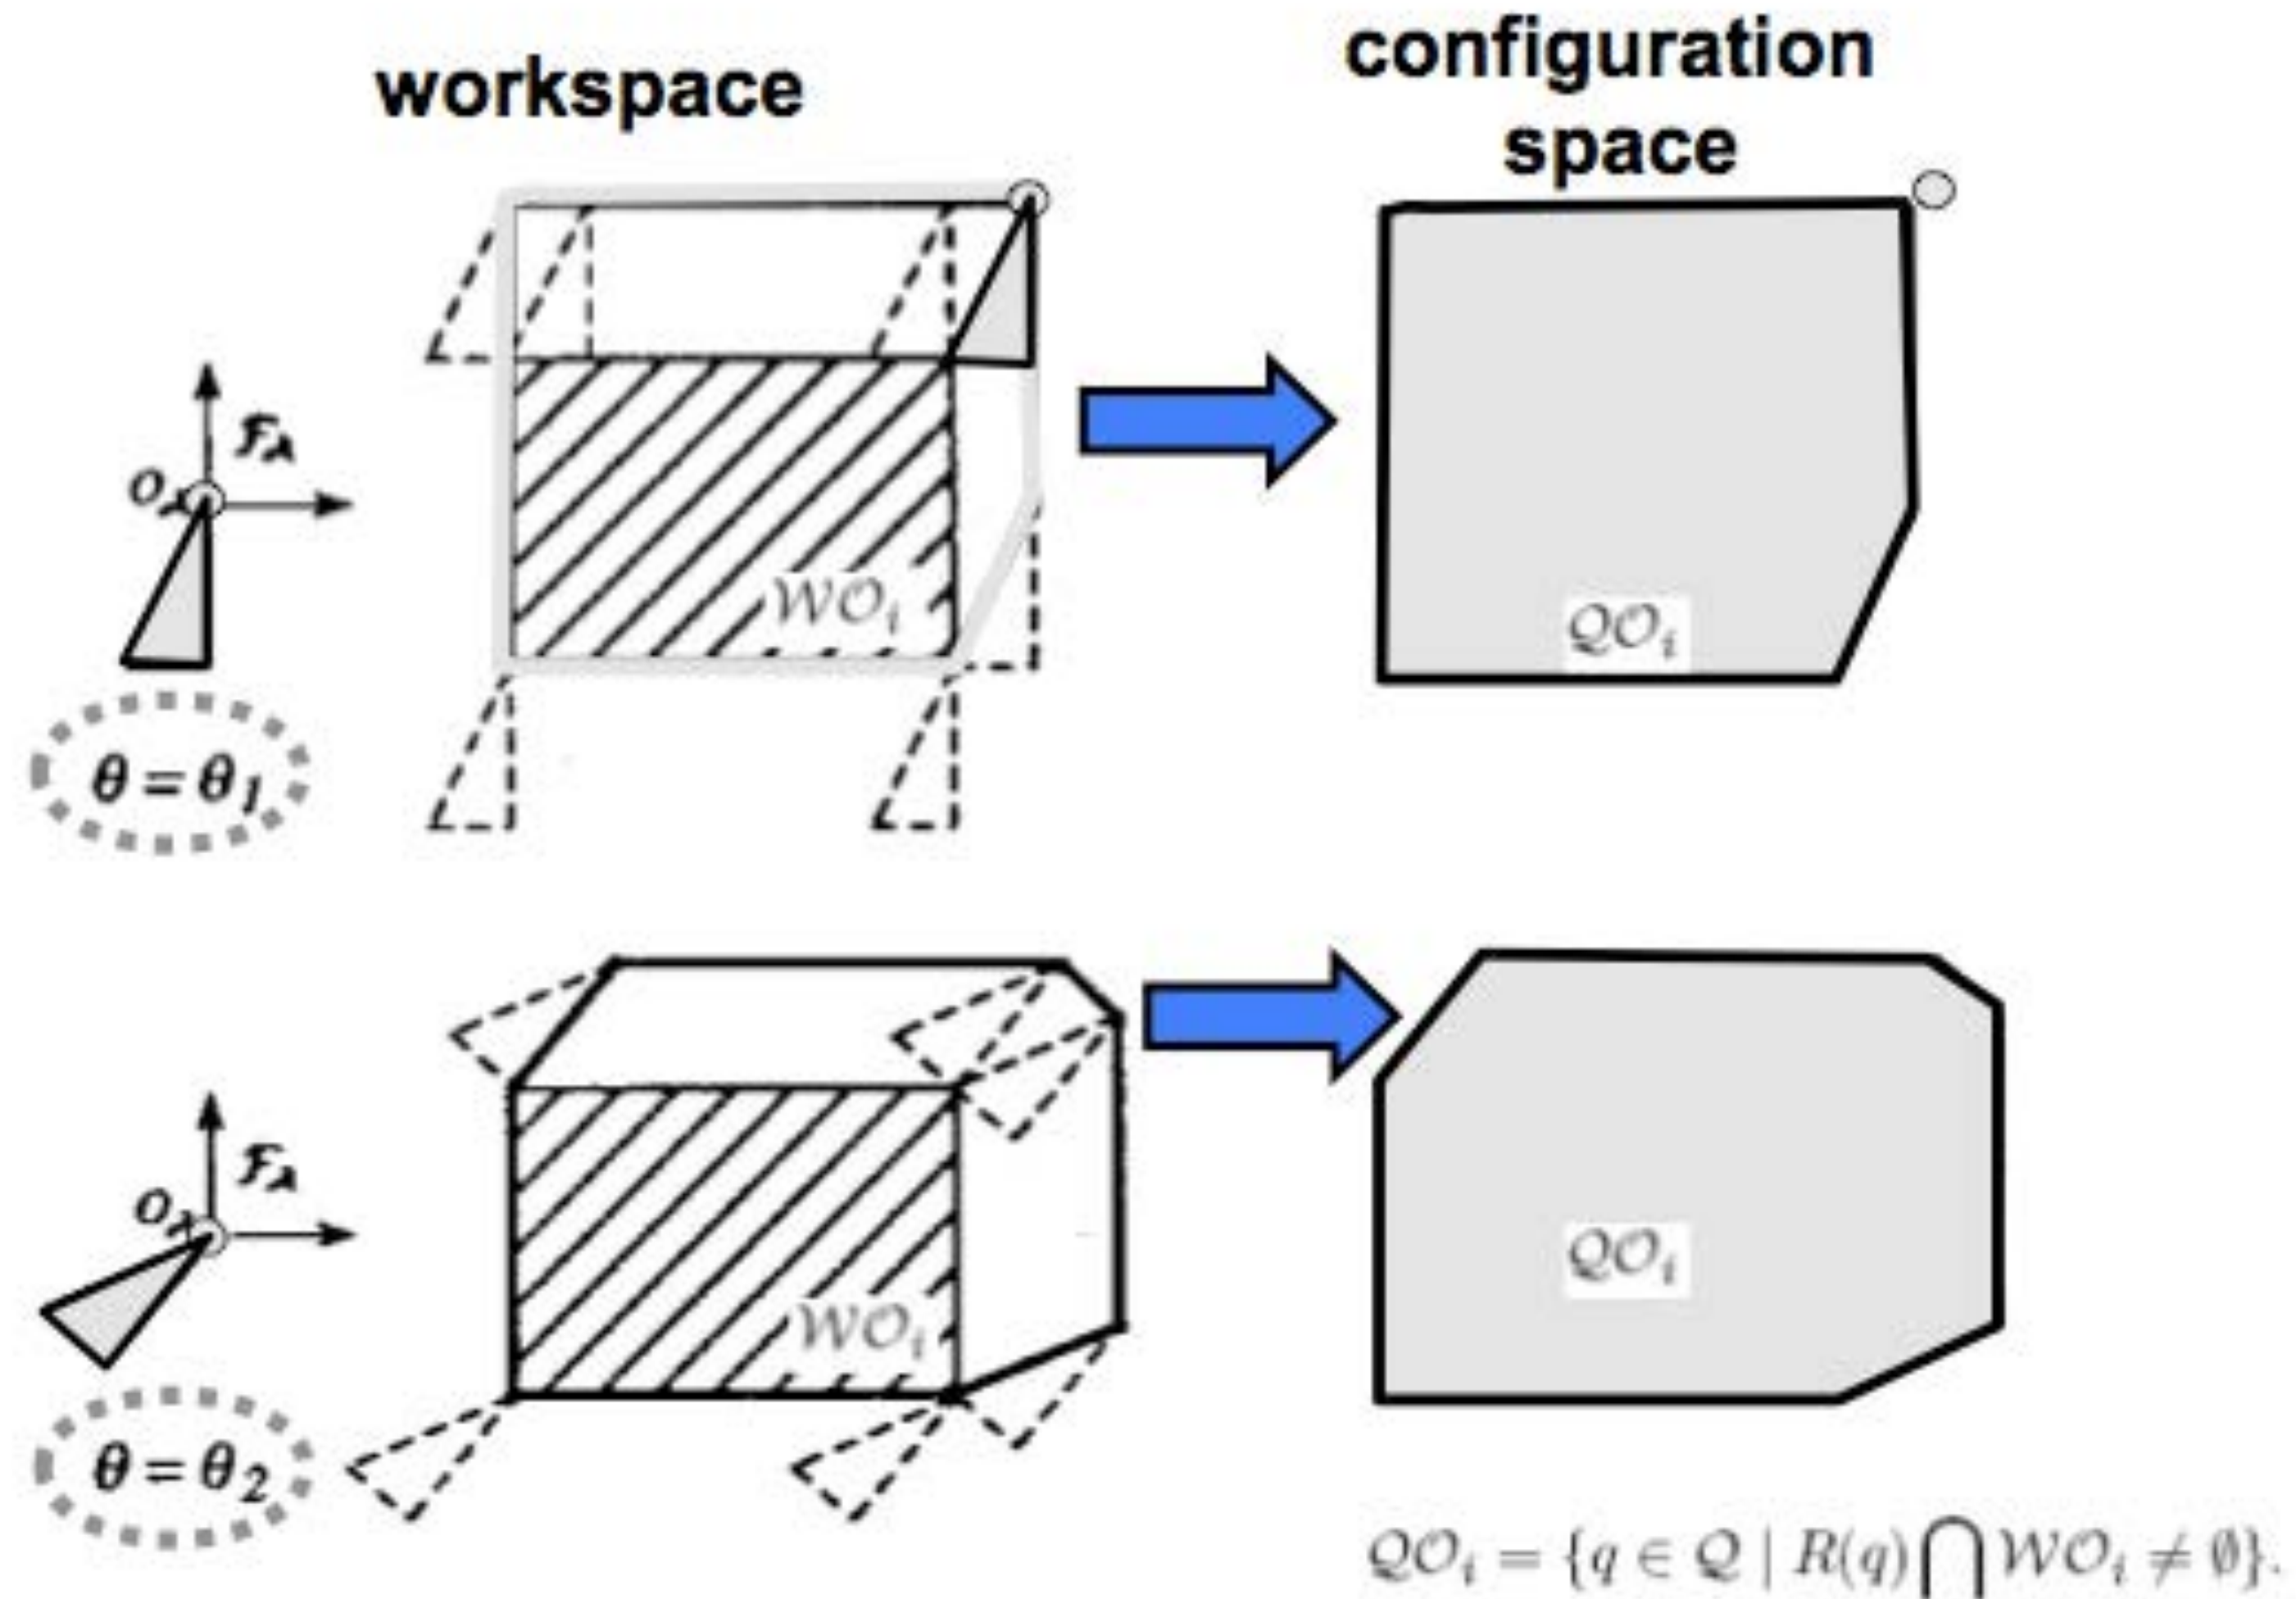 workspace
configuration
space
F_A
O_A
WO_i
QO_i
θ = θ_1
F_A
O_A
WO_i
QO_i
θ = θ_2
QO_i = {q ∈ Q | R(q) ⋂ WO_i ≠ ∅}.